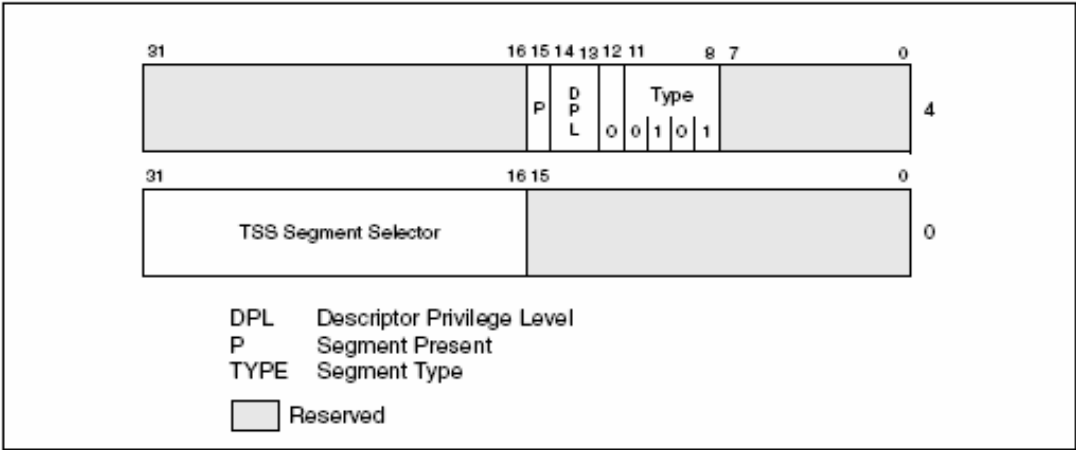 31 16 15 14 13 12 11 8 7 0
P D P L Type 4
0 0 1 0 1
31 16 15 0
TSS Segment Selector 0
DPL Descriptor Privilege Level
P Segment Present
TYPE Segment Type
Reserved